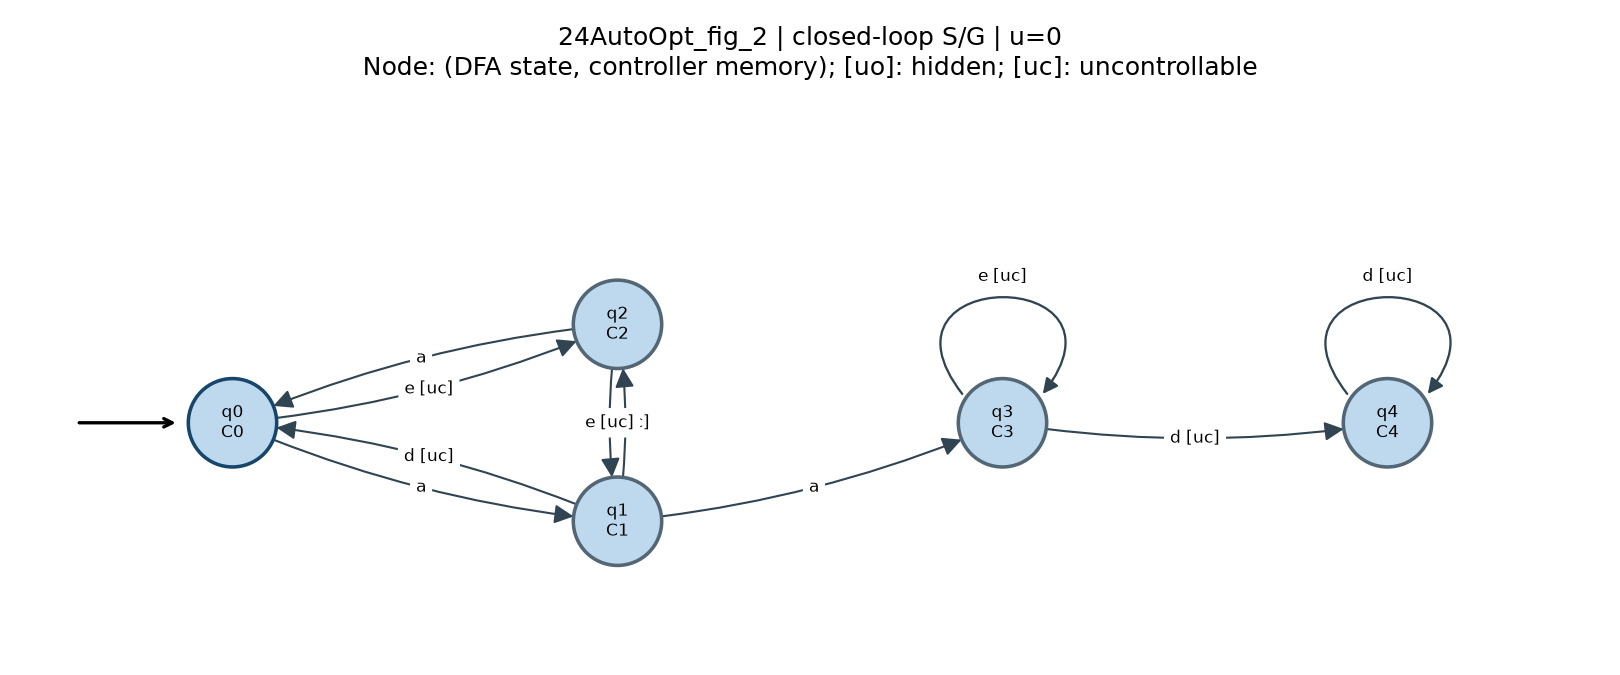 24AutoOpt_fig_2 | closed-loop S/G | u=0
Node: (DFA state, controller memory); [uo]: hidden; [uc]: uncontrollable
e [uc]
d [uc]
q2
C2
a
e [uc]
q0
C0
q3
C3
q4
C4
e [uc]
d [uc]
d [uc]
a
a
q1
C1